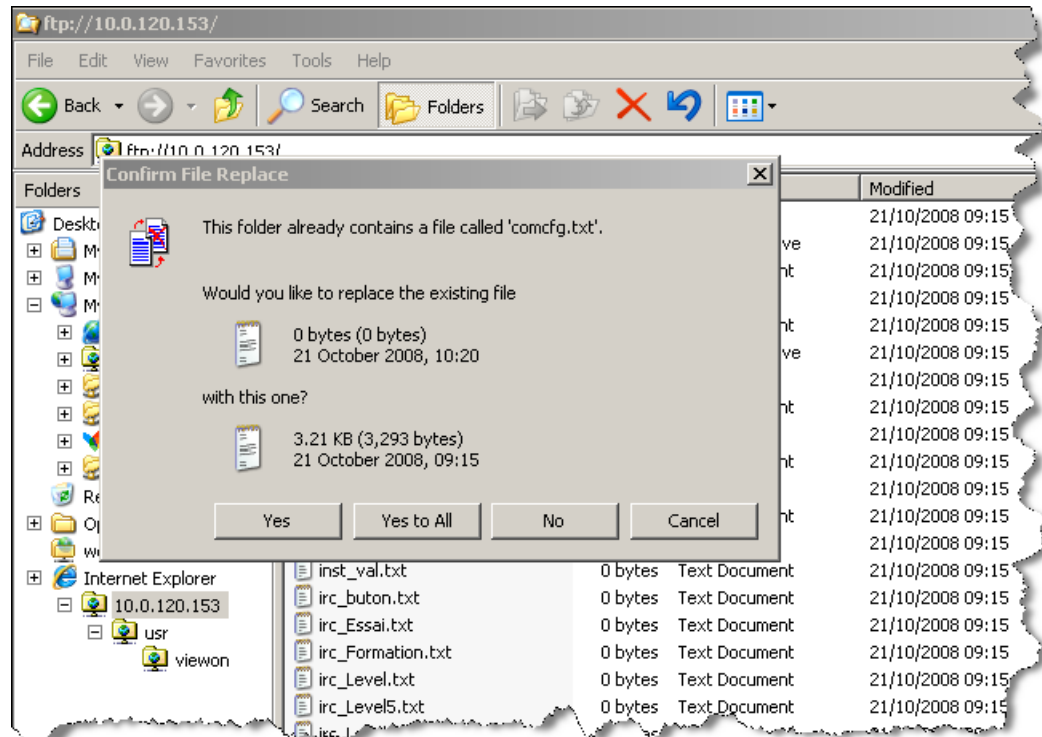 ftp://10.0.120.153/
File Edit View Favorites Tools Help
Back Search Folders
Address ftp://10.0.120.153/
Confirm File Replace
Folders Modified
This folder already contains a file called 'comcfg.txt'.
Would you like to replace the existing file
0 bytes (0 bytes)
21 October 2008, 10:20
with this one?
3.21 KB (3,293 bytes)
21 October 2008, 09:15
Yes Yes to All No Cancel
21/10/2008 09:15
21/10/2008 09:15
21/10/2008 09:15
21/10/2008 09:15
21/10/2008 09:15
21/10/2008 09:15
21/10/2008 09:15
21/10/2008 09:15
21/10/2008 09:15
21/10/2008 09:15
21/10/2008 09:15
21/10/2008 09:15
21/10/2008 09:15
Internet Explorer
10.0.120.153
usr
viewon
inst_val.txt 0 bytes Text Document 21/10/2008 09:15
irc_buton.txt 0 bytes Text Document 21/10/2008 09:15
irc_Essai.txt 0 bytes Text Document 21/10/2008 09:15
irc_Formation.txt 0 bytes Text Document 21/10/2008 09:15
irc_Level.txt 0 bytes Text Document 21/10/2008 09:15
irc_Level5.txt 0 bytes Text Document 21/10/2008 09:15